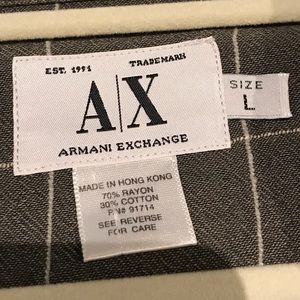 EST. 1991 TRADEMARK
A|X
ARMANI EXCHANGE
SIZE
L
MADE IN HONG KONG
70% RAYON
30% COTTON
RN# 91714
SEE REVERSE
FOR CARE